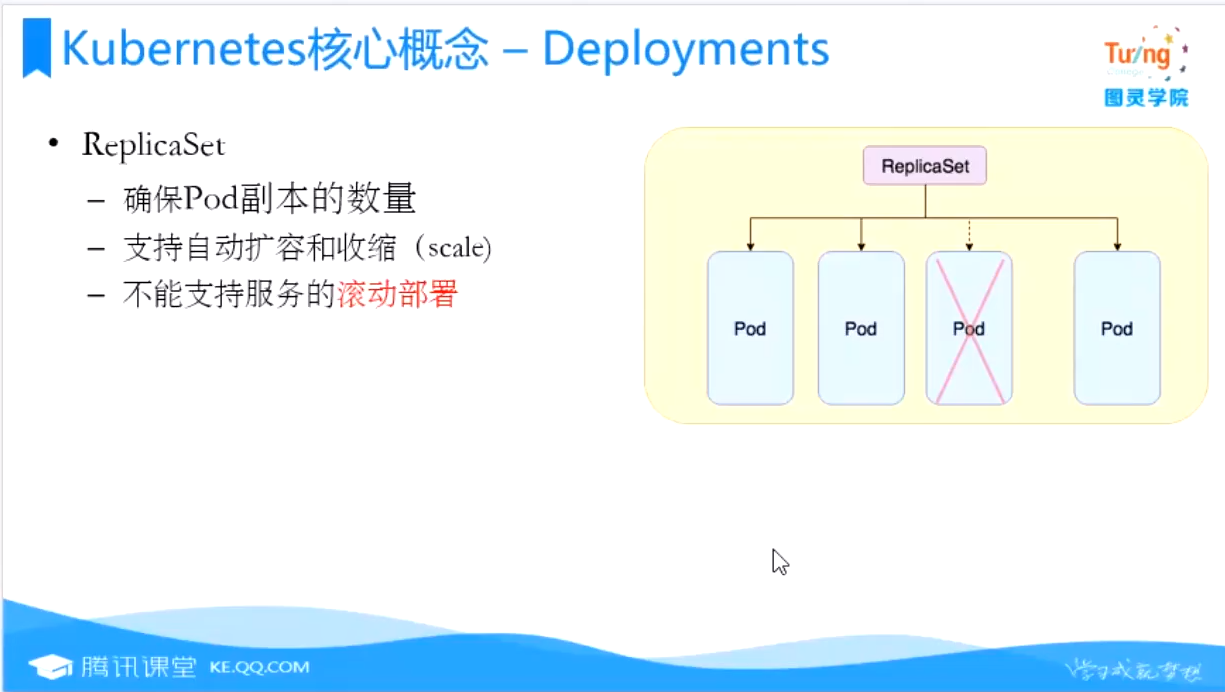 Kubernetes核心概念 – Deployments
Turing
College
图灵学院
• ReplicaSet
– 确保Pod副本的数量
– 支持自动扩容和收缩（scale)
– 不能支持服务的滚动部署
ReplicaSet
Pod
Pod
Pod
Pod
腾讯课堂 KE.QQ.COM
学习成就梦想